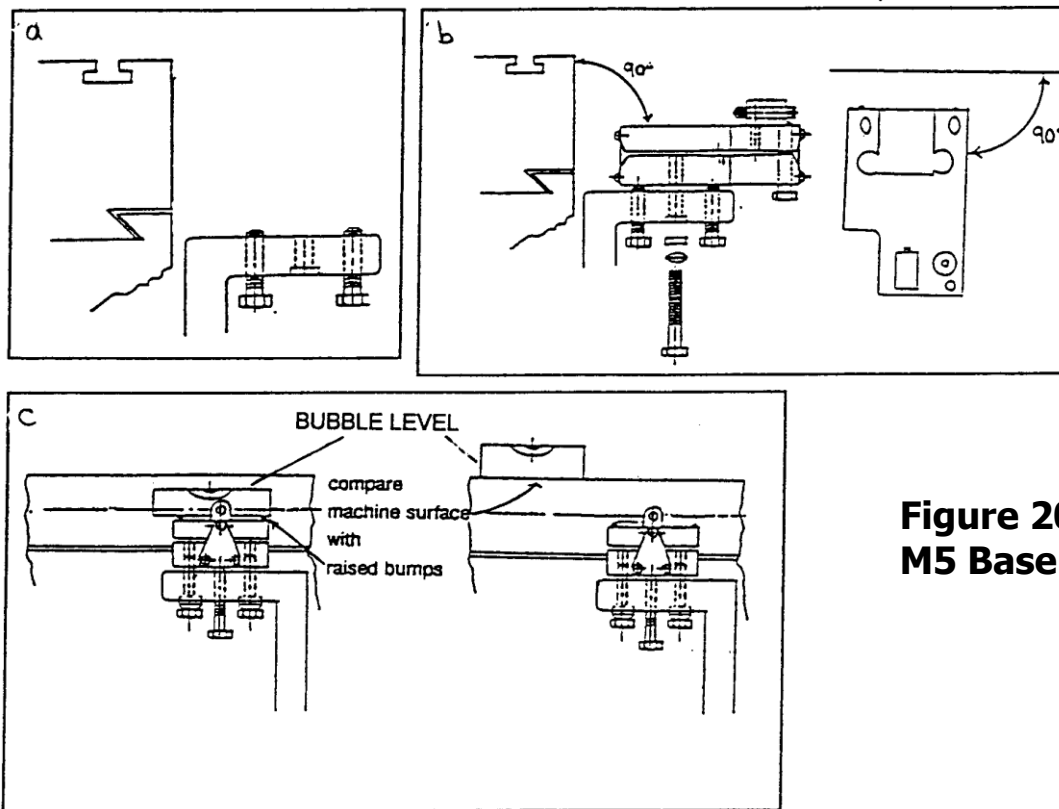 a
b
90°
90°
c
BUBBLE LEVEL
compare
machine surface
with
raised bumps
Figure 20
M5 Base